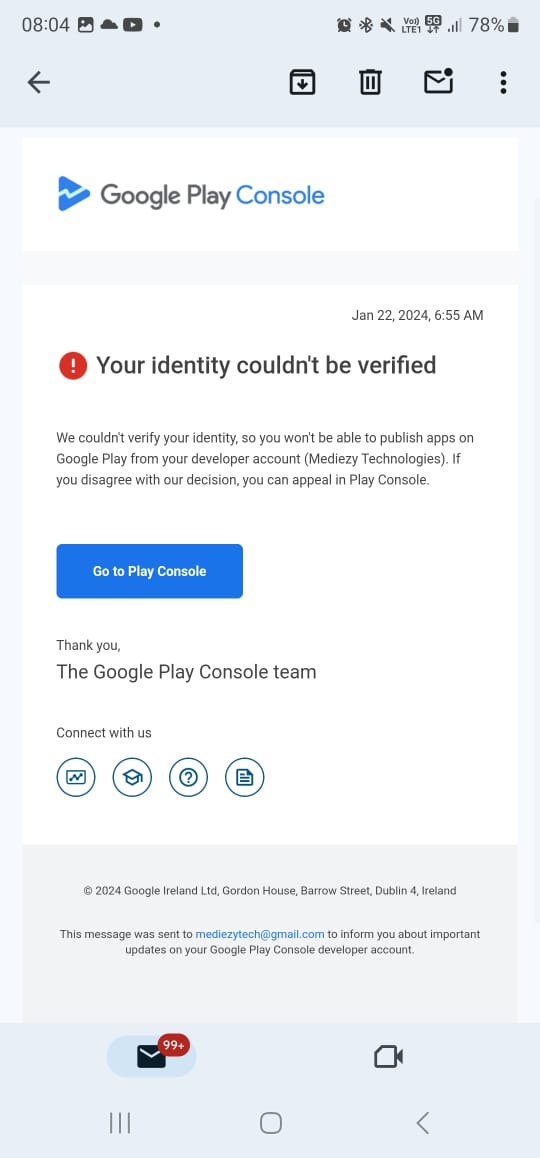 08:04 Vo)) LTE1 5G 78%
Google Play Console
Jan 22, 2024, 6:55 AM
! Your identity couldn't be verified
We couldn't verify your identity, so you won't be able to publish apps on
Google Play from your developer account (Mediezy Technologies). If
you disagree with our decision, you can appeal in Play Console.
Go to Play Console
Thank you,
The Google Play Console team
Connect with us
© 2024 Google Ireland Ltd, Gordon House, Barrow Street, Dublin 4, Ireland
This message was sent to mediezytech@gmail.com to inform you about important
updates on your Google Play Console developer account.
99+